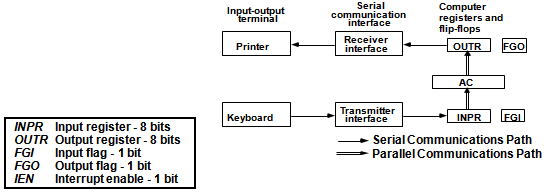 Input-output
terminal
Serial
communication
interface
Computer
registers and
flip-flops
Printer
Receiver
interface
OUTR
FGO
AC
Keyboard
Transmitter
interface
INPR
FGI
INPR Input register - 8 bits
OUTR Output register - 8 bits
FGI Input flag - 1 bit
FGO Output flag - 1 bit
IEN Interrupt enable - 1 bit
Serial Communications Path
Parallel Communications Path